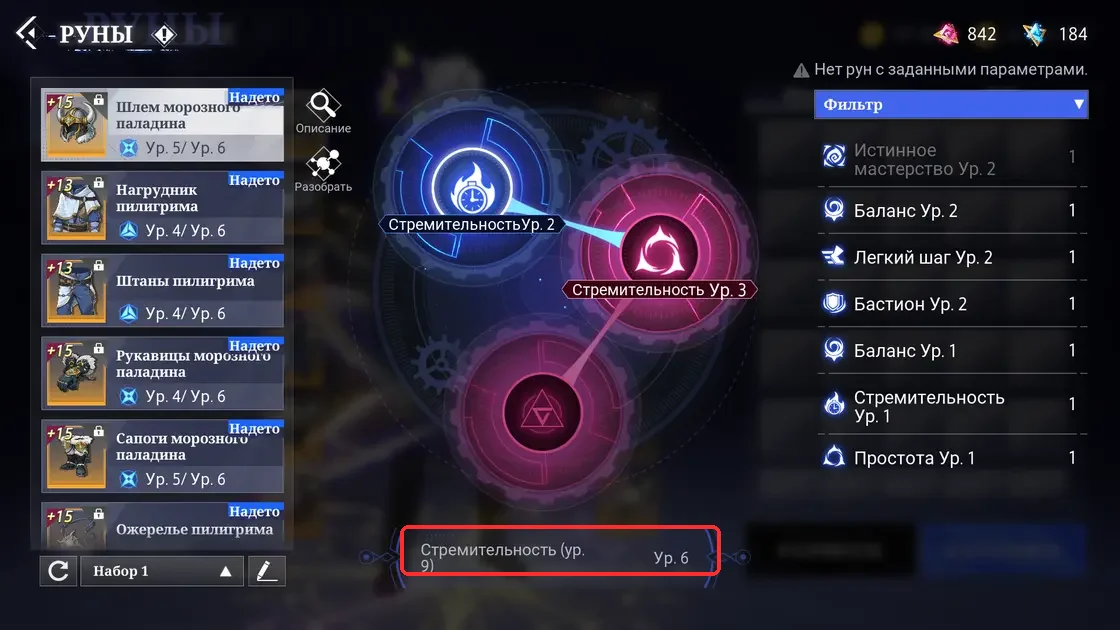 РУНЫ
842
184
Нет рун с заданными параметрами.
Фильтр
+15
Надето
Шлем морозного
паладина
Ур. 5/ Ур. 6
+13
Надето
Нагрудник
пилигрима
Ур. 4/ Ур. 6
+13
Надето
Штаны пилигрима
Ур. 4/ Ур. 6
+15
Надето
Рукавицы морозного
паладина
Ур. 4/ Ур. 6
+15
Надето
Сапоги морозного
паладина
Ур. 5/ Ур. 6
+15
Надето
Ожерелье пилигрима
Набор 1
Описание
Разобрать
Стремительность Ур. 2
Стремительность Ур. 3
Стремительность (ур.
9)
Ур. 6
Истинное
мастерство Ур. 2
1
Баланс Ур. 2
1
Легкий шаг Ур. 2
1
Бастион Ур. 2
1
Баланс Ур. 1
1
Стремительность
Ур. 1
1
Простота Ур. 1
1